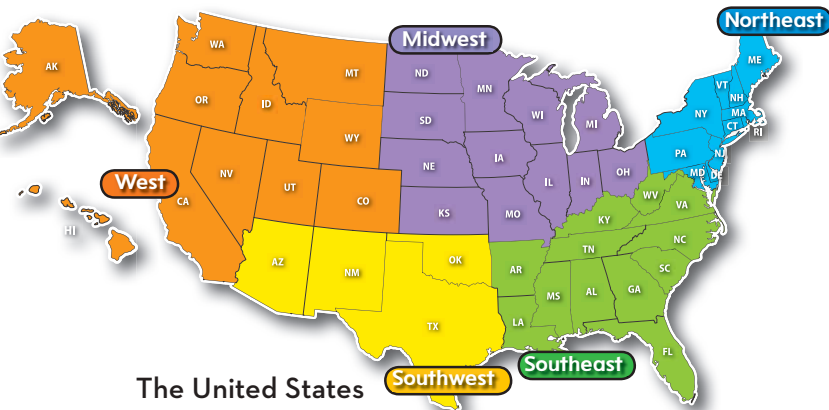 Northeast
Midwest
WA
ME
AK
MT
ND
VT
MN
NH
OR
ID
NY
MA
SD
WI
MI
CT
RI
WY
PA
NJ
NE
IA
OH
MD
DE
NV
IL
IN
WV
West
UT
CO
CA
KS
MO
VA
KY
HI
NC
TN
AZ
NM
OK
AR
SC
MS
AL
GA
TX
LA
FL
Southeast
Southwest
The United States